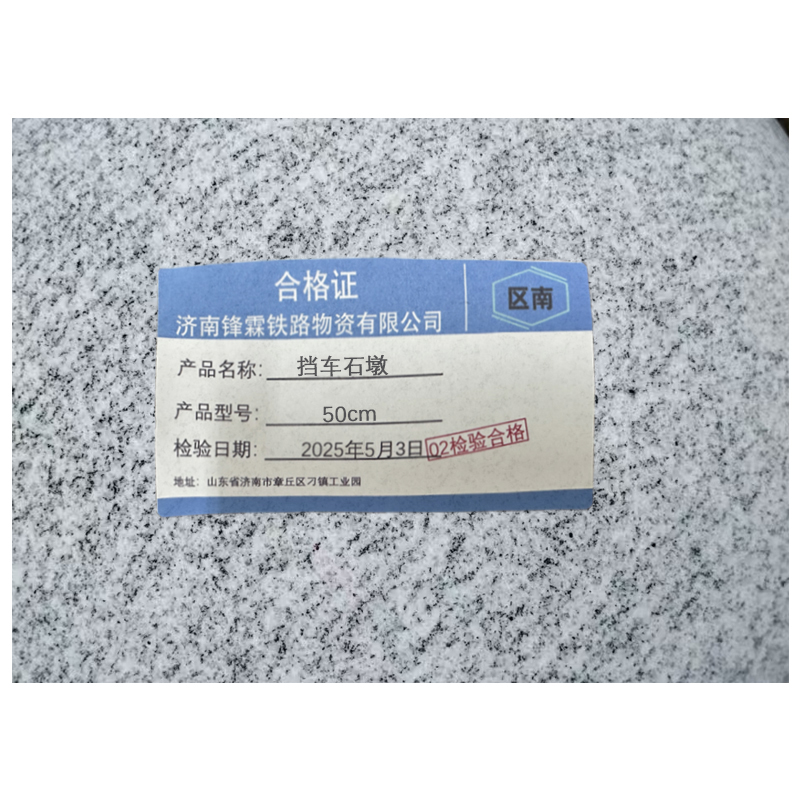 合格证
区南
济南锋霖铁路物资有限公司
产品名称：挡车石墩
产品型号：50cm
检验日期：2025年5月3日
02检验合格
地址：山东省济南市章丘区刁镇工业园